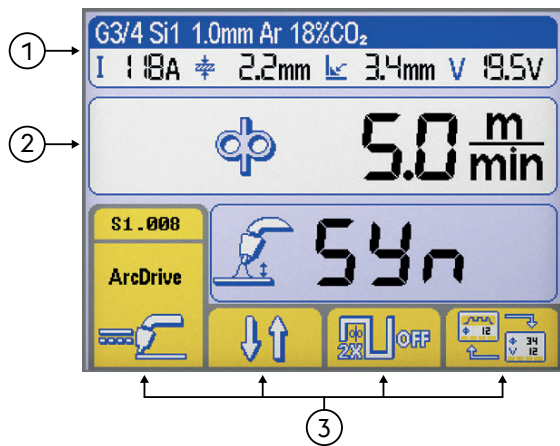 G3/4 Si1 1.0mm Ar 18%CO₂
1
I 118A 2.2mm 3.4mm V 19.5V
2
5.0 m/min
S1.008
Syn
ArcDrive
2X OFF
12
34
V 12
3